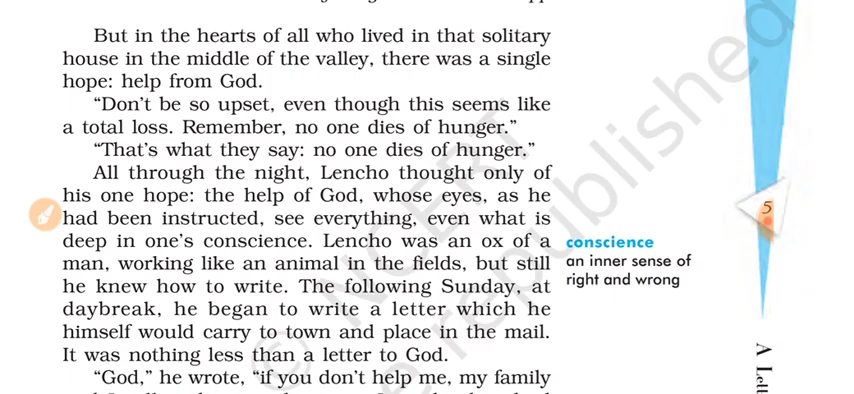 But in the hearts of all who lived in that solitary
house in the middle of the valley, there was a single
hope: help from God.
“Don’t be so upset, even though this seems like
a total loss. Remember, no one dies of hunger.”
“That’s what they say: no one dies of hunger.”
All through the night, Lencho thought only of
his one hope: the help of God, whose eyes, as he
had been instructed, see everything, even what is
deep in one’s conscience. Lencho was an ox of a
man, working like an animal in the fields, but still
he knew how to write. The following Sunday, at
daybreak, he began to write a letter which he
himself would carry to town and place in the mail.
It was nothing less than a letter to God.
“God,” he wrote, “if you don’t help me, my family
conscience
an inner sense of
right and wrong
5
A
© NCERT
republished